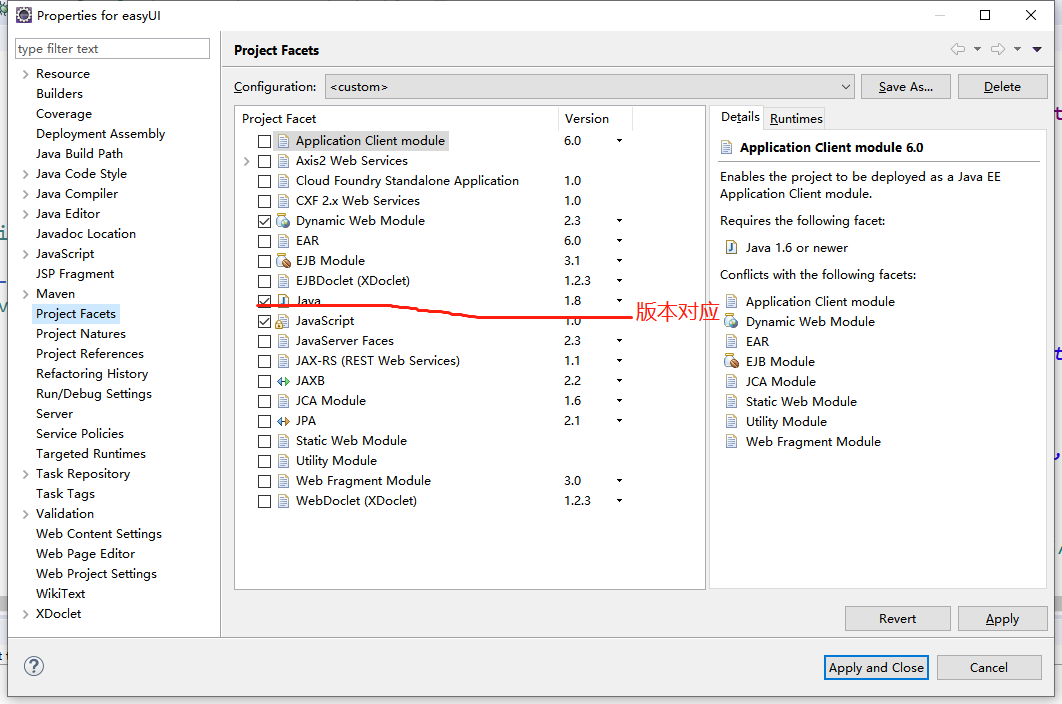 Properties for easyUI
type filter text
Resource
Builders
Coverage
Deployment Assembly
Java Build Path
Java Code Style
Java Compiler
Java Editor
Javadoc Location
JavaScript
JSP Fragment
Maven
Project Facets
Project Natures
Project References
Refactoring History
Run/Debug Settings
Server
Service Policies
Targeted Runtimes
Task Repository
Task Tags
Validation
Web Content Settings
Web Page Editor
Web Project Settings
WikiText
XDoclet
Project Facets
Configuration: <custom> Save As... Delete
Project Facet Version
Application Client module 6.0
Axis2 Web Services
Cloud Foundry Standalone Application 1.0
CXF 2.x Web Services 1.0
Dynamic Web Module 2.3
EAR 6.0
EJB Module 3.1
EJBDoclet (XDoclet) 1.2.3
Java 1.8
JavaScript 1.0
JavaServer Faces 2.3
JAX-RS (REST Web Services) 1.1
JAXB 2.2
JCA Module 1.6
JPA 2.1
Static Web Module
Utility Module
Web Fragment Module 3.0
WebDoclet (XDoclet) 1.2.3
版本对应
Details Runtimes
Application Client module 6.0
Enables the project to be deployed as a Java EE
Application Client module.
Requires the following facet:
Java 1.6 or newer
Conflicts with the following facets:
Application Client module
Dynamic Web Module
EAR
EJB Module
JCA Module
Static Web Module
Utility Module
Web Fragment Module
Revert Apply
Apply and Close Cancel